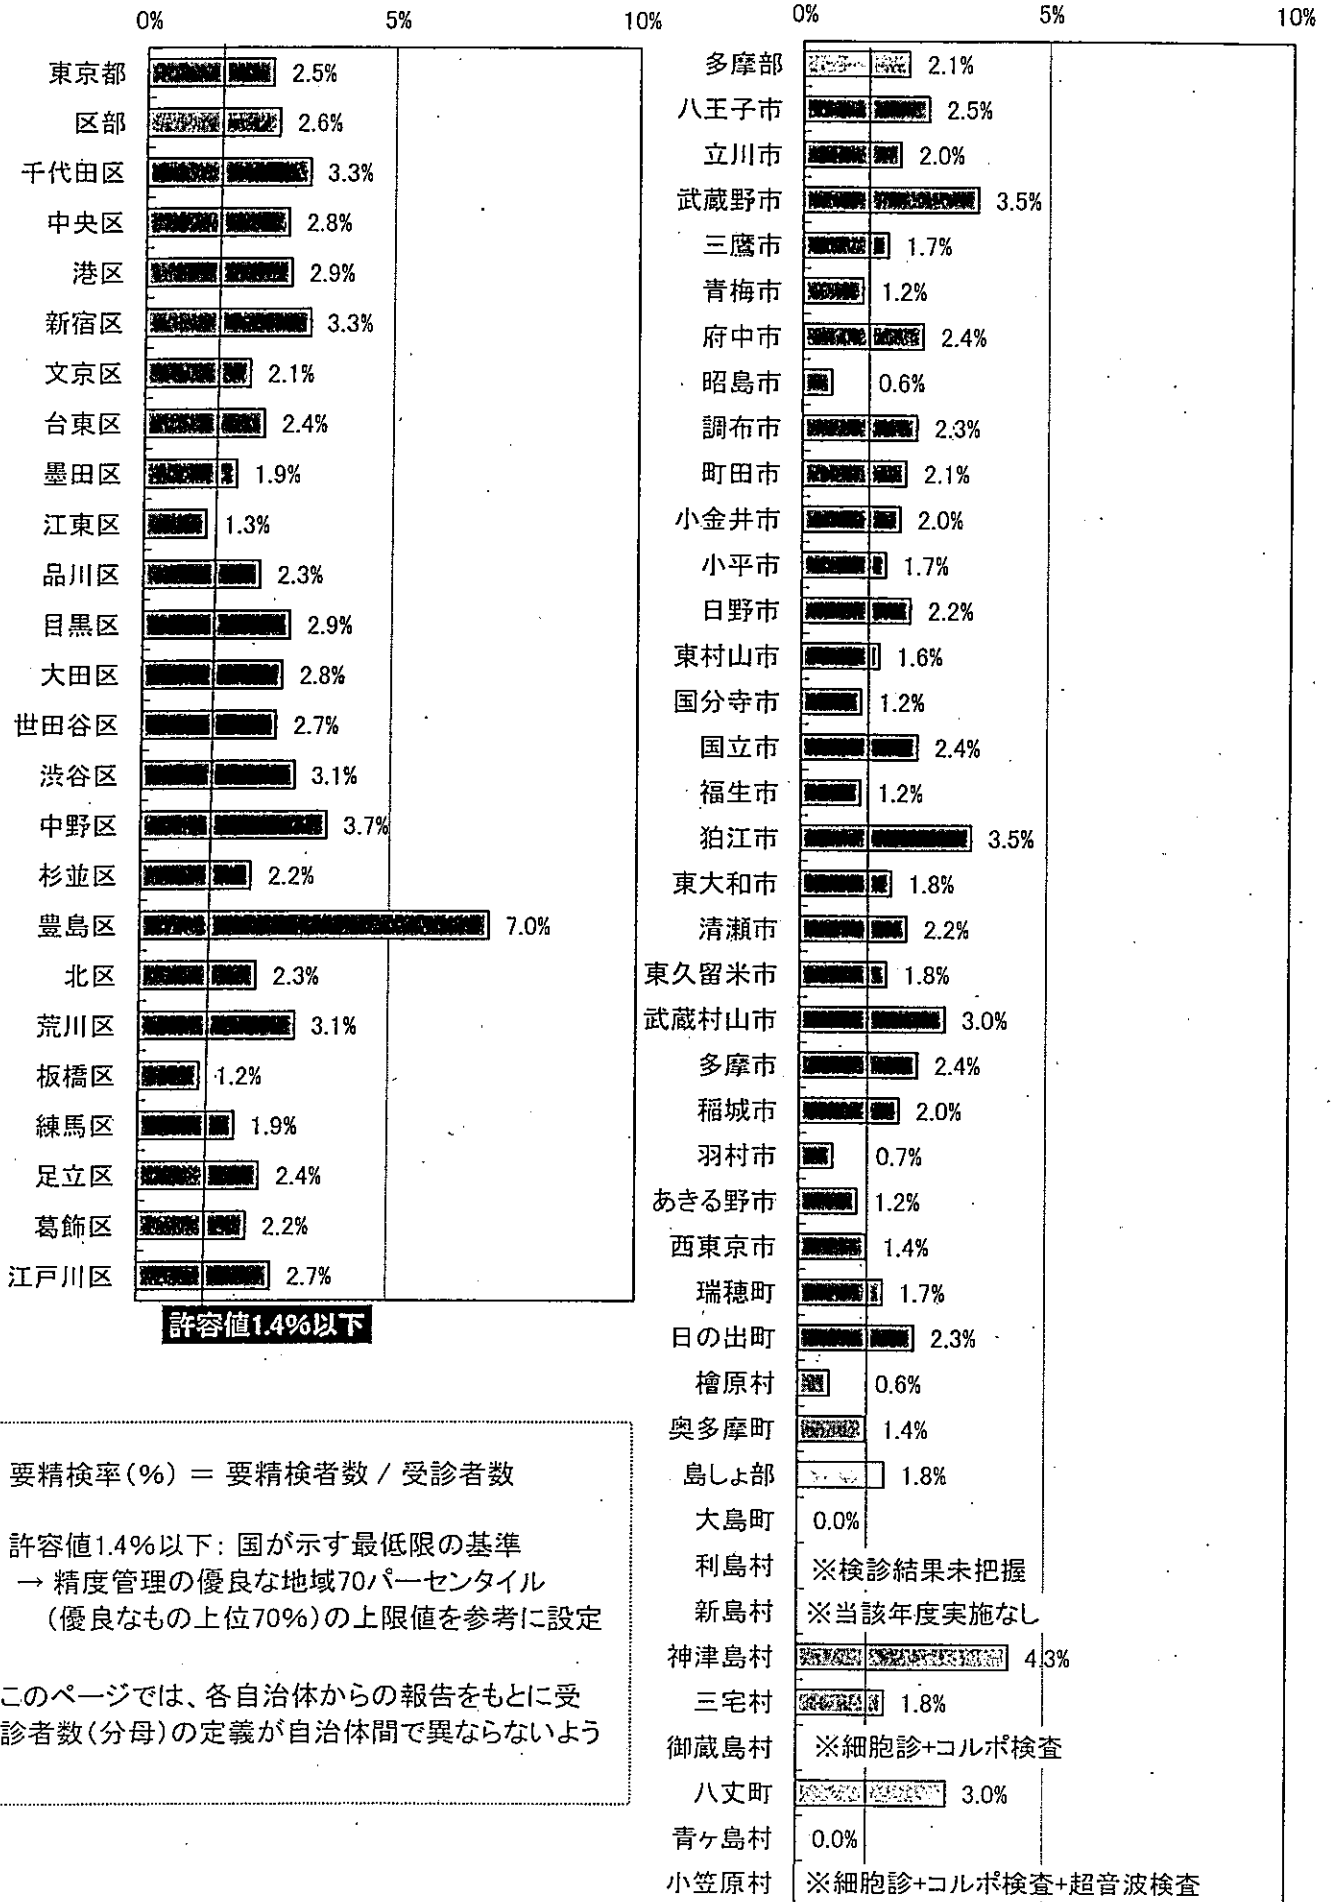 0% 5% 10%
東京都 2.5%
区部 2.6%
千代田区 3.3%
中央区 2.8%
港区 2.9%
新宿区 3.3%
文京区 2.1%
台東区 2.4%
墨田区 1.9%
江東区 1.3%
品川区 2.3%
目黒区 2.9%
大田区 2.8%
世田谷区 2.7%
渋谷区 3.1%
中野区 3.7%
杉並区 2.2%
豊島区 7.0%
北区 2.3%
荒川区 3.1%
板橋区 1.2%
練馬区 1.9%
足立区 2.4%
葛飾区 2.2%
江戸川区 2.7%
許容値1.4%以下
要精検率(%) = 要精検者数 / 受診者数
許容値1.4%以下: 国が示す最低限の基準
→ 精度管理の優良な地域70パーセンタイル
(優良なもの上位70%)の上限値を参考に設定
このページでは、各自治体からの報告をもとに受
診者数(分母)の定義が自治体間で異ならないよう
0% 5% 10%
多摩部 2.1%
八王子市 2.5%
立川市 2.0%
武蔵野市 3.5%
三鷹市 1.7%
青梅市 1.2%
府中市 2.4%
昭島市 0.6%
調布市 2.3%
町田市 2.1%
小金井市 2.0%
小平市 1.7%
日野市 2.2%
東村山市 1.6%
国分寺市 1.2%
国立市 2.4%
福生市 1.2%
狛江市 3.5%
東大和市 1.8%
清瀬市 2.2%
東久留米市 1.8%
武蔵村山市 3.0%
多摩市 2.4%
稲城市 2.0%
羽村市 0.7%
あきる野市 1.2%
西東京市 1.4%
瑞穂町 1.7%
日の出町 2.3%
檜原村 0.6%
奥多摩町 1.4%
島しょ部 1.8%
大島町 0.0%
利島村 ※検診結果未把握
新島村 ※当該年度実施なし
神津島村 4.3%
三宅村 1.8%
御蔵島村 ※細胞診+コルポ検査
八丈町 3.0%
青ヶ島村 0.0%
小笠原村 ※細胞診+コルポ検査+超音波検査